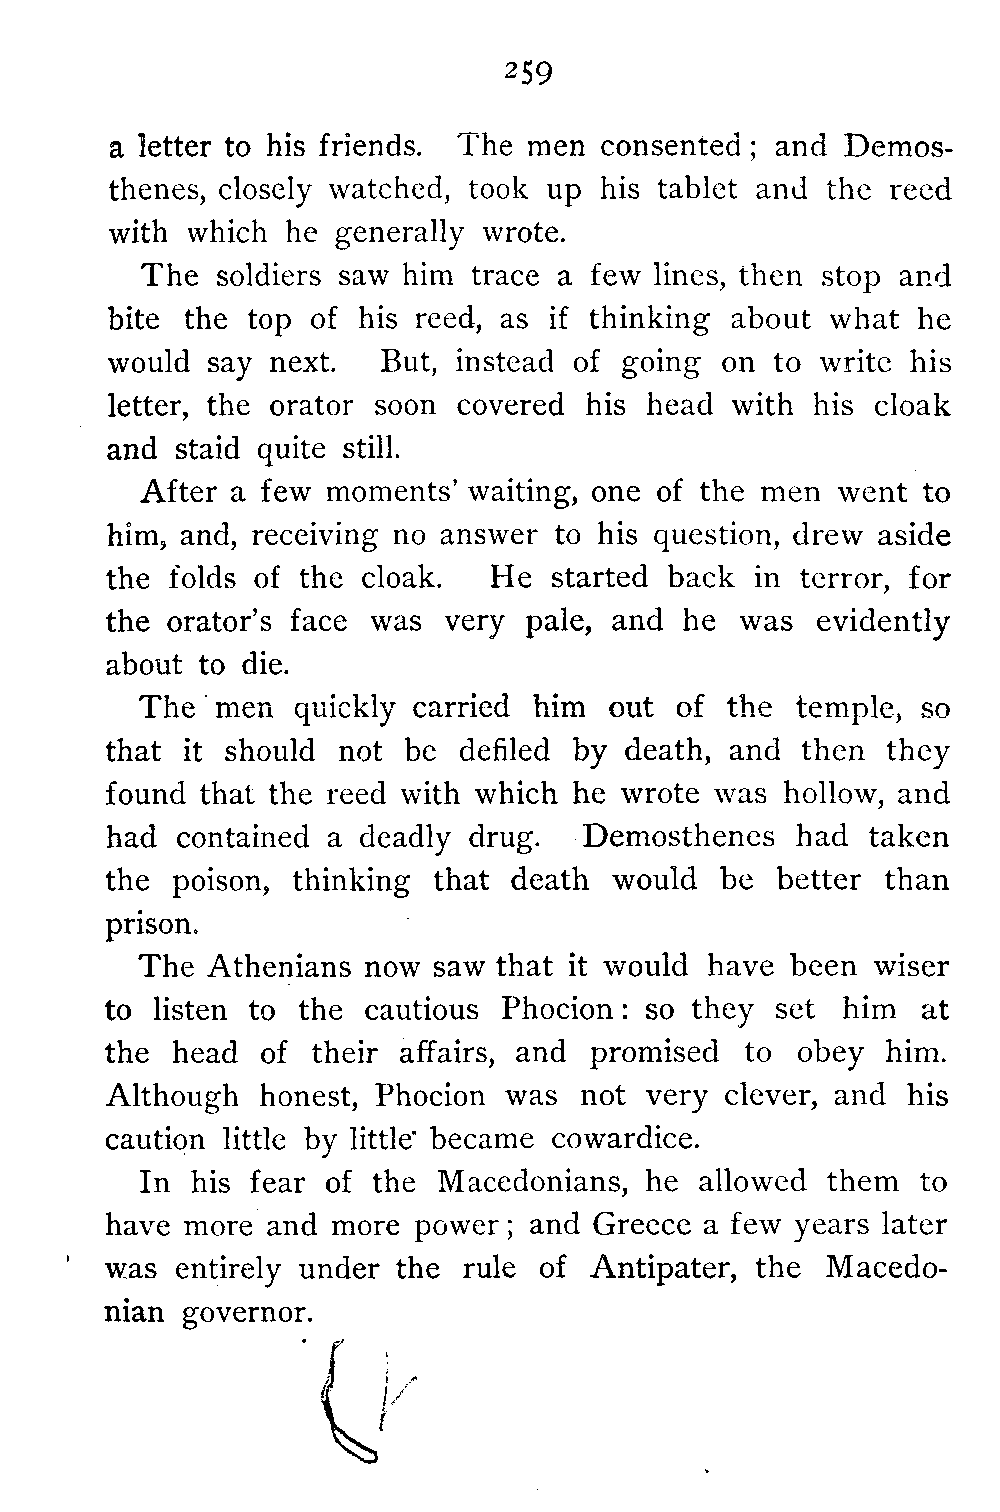 259
a letter to his friends. The men consented; and Demos-
thenes, closely watched, took up his tablet and the reed
with which he generally wrote.
The soldiers saw him trace a few lines, then stop and
bite the top of his reed, as if thinking about what he
would say next. But, instead of going on to write his
letter, the orator soon covered his head with his cloak
and staid quite still.
After a few moments' waiting, one of the men went to
him, and, receiving no answer to his question, drew aside
the folds of the cloak. He started back in terror, for
the orator's face was very pale, and he was evidently
about to die.
The men quickly carried him out of the temple, so
that it should not be defiled by death, and then they
found that the reed with which he wrote was hollow, and
had contained a deadly drug. Demosthenes had taken
the poison, thinking that death would be better than
prison.
The Athenians now saw that it would have been wiser
to listen to the cautious Phocion: so they set him at
the head of their affairs, and promised to obey him.
Although honest, Phocion was not very clever, and his
caution little by little became cowardice.
In his fear of the Macedonians, he allowed them to
have more and more power; and Greece a few years later
was entirely under the rule of Antipater, the Macedo-
nian governor.